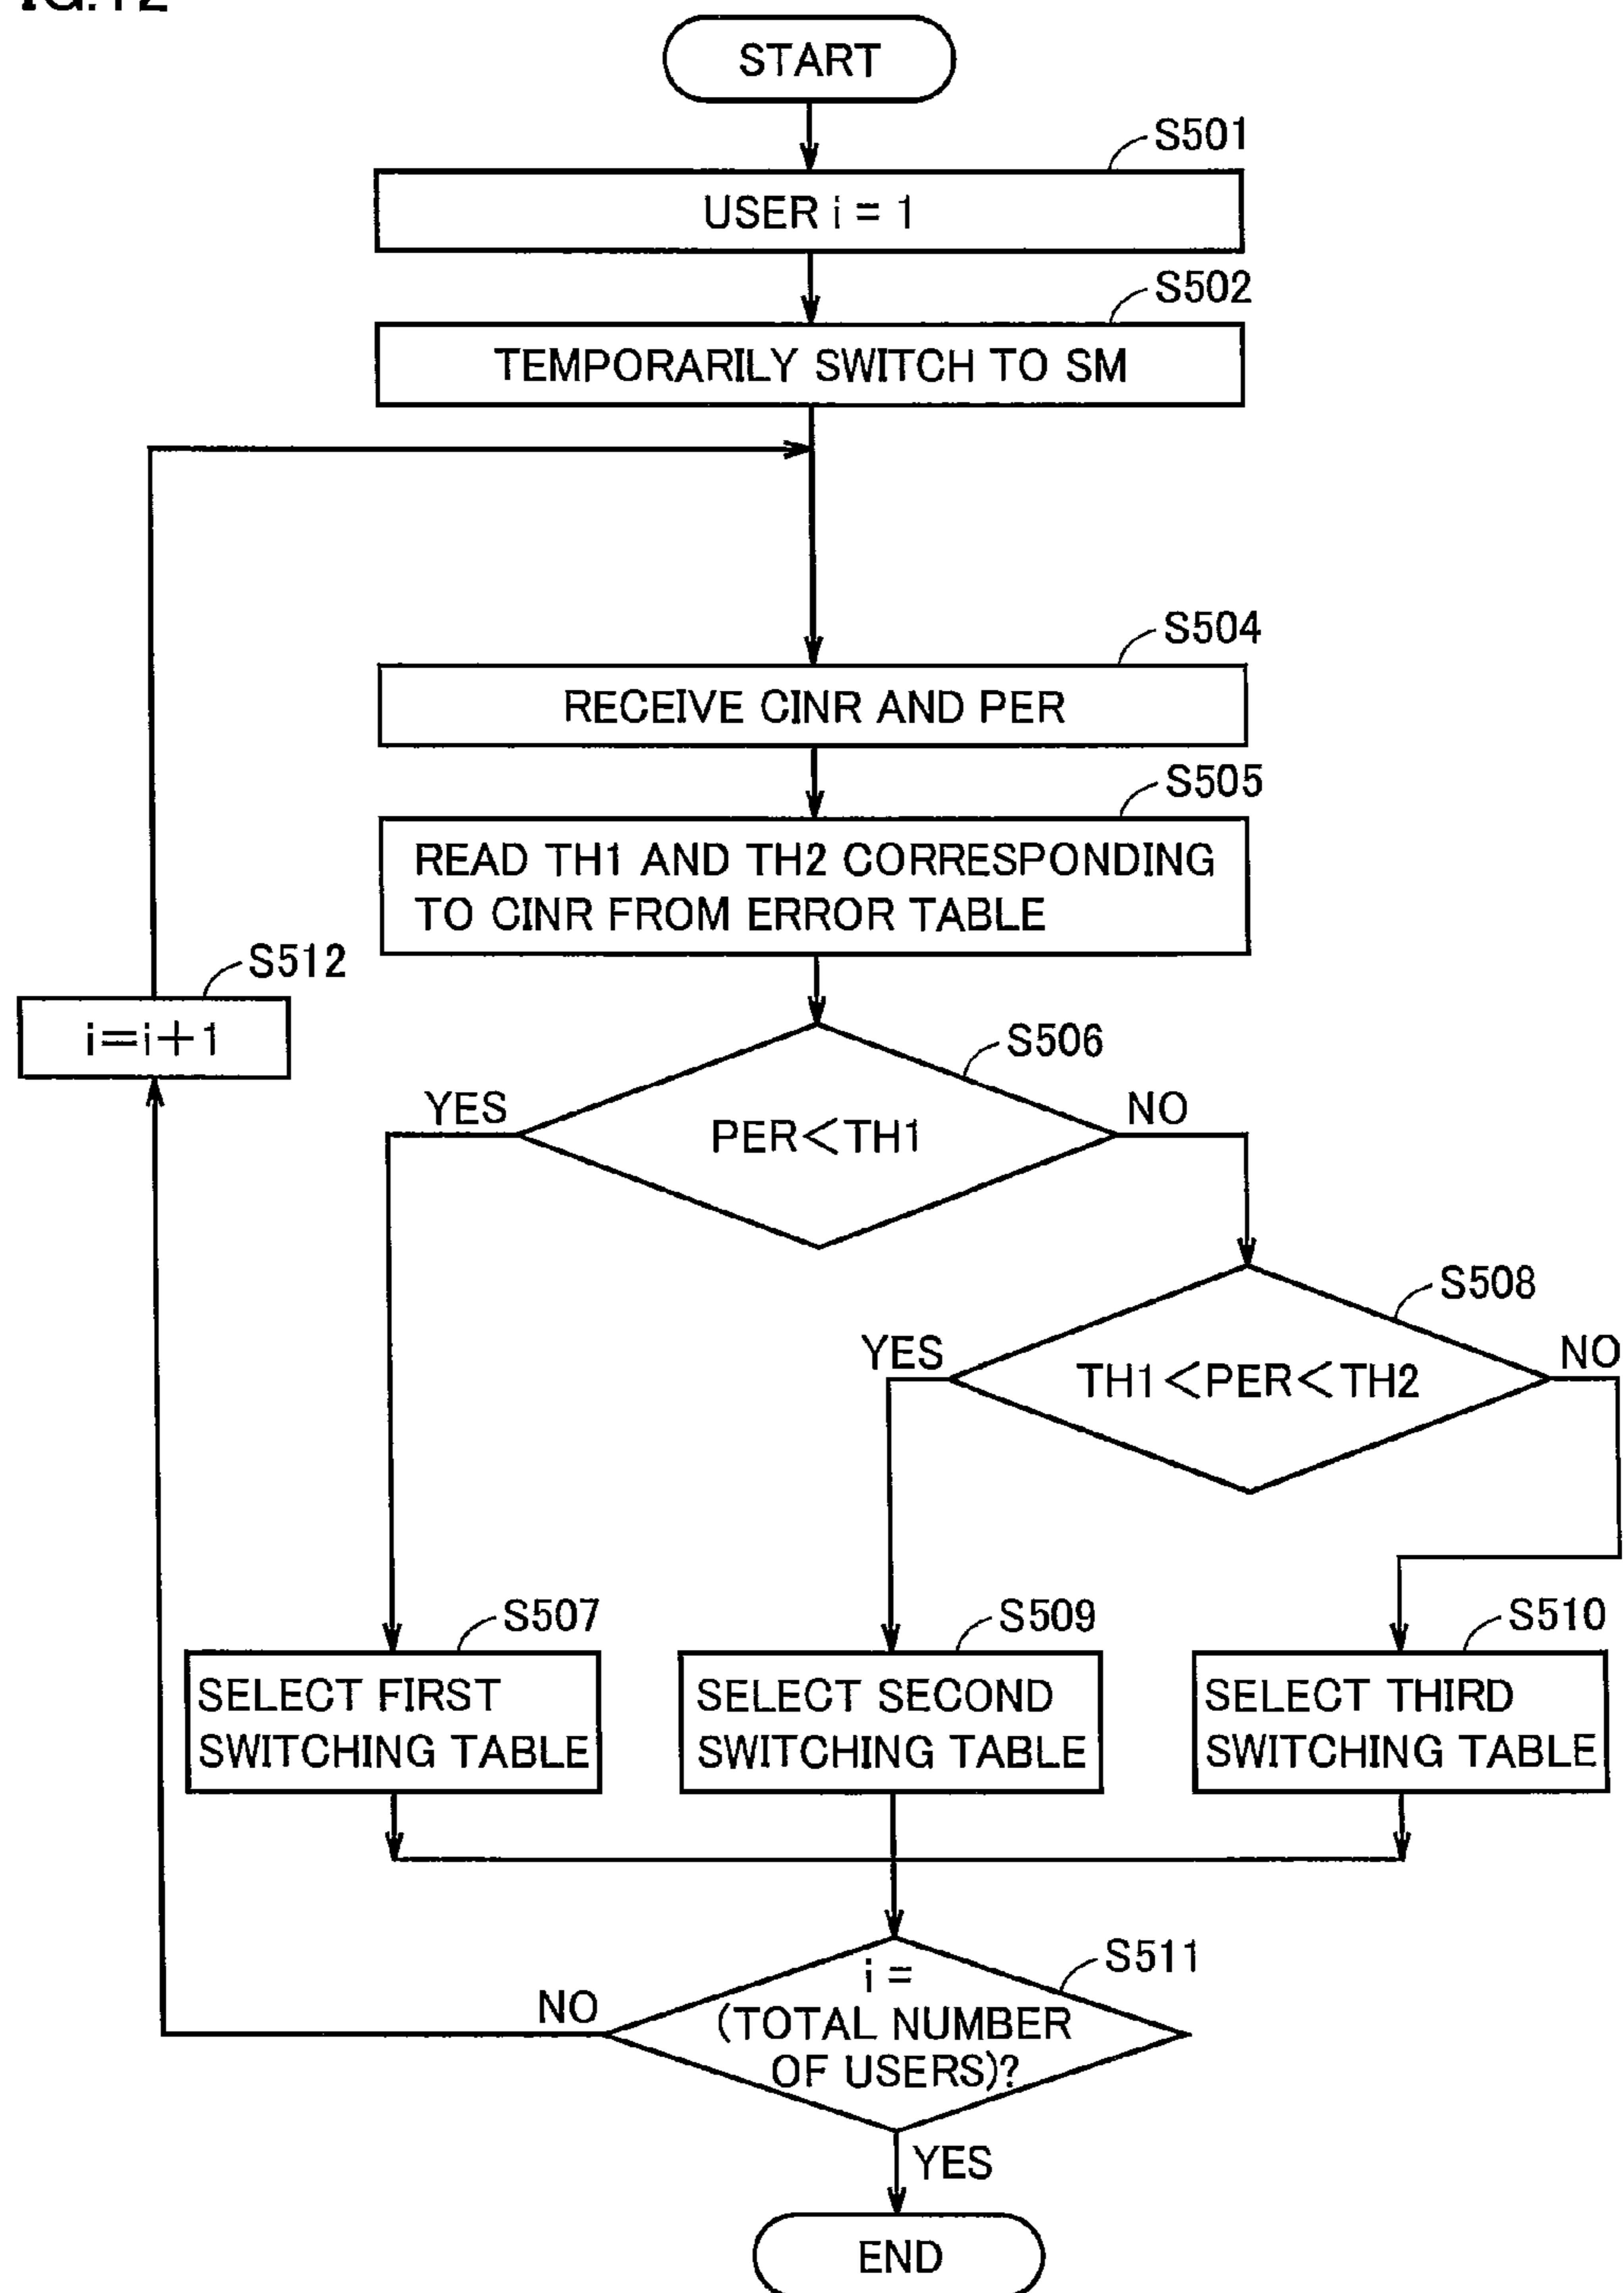 IG.12
START
S501
USER i = 1
S502
TEMPORARILY SWITCH TO SM
S504
RECEIVE CINR AND PER
S505
READ TH1 AND TH2 CORRESPONDING
TO CINR FROM ERROR TABLE
S512
i=i+1
S506
YES
PER<TH1
NO
S508
YES
TH1<PER<TH2
NO
S507
SELECT FIRST
SWITCHING TABLE
S509
SELECT SECOND
SWITCHING TABLE
S510
SELECT THIRD
SWITCHING TABLE
S511
NO
i =
(TOTAL NUMBER
OF USERS)?
YES
END